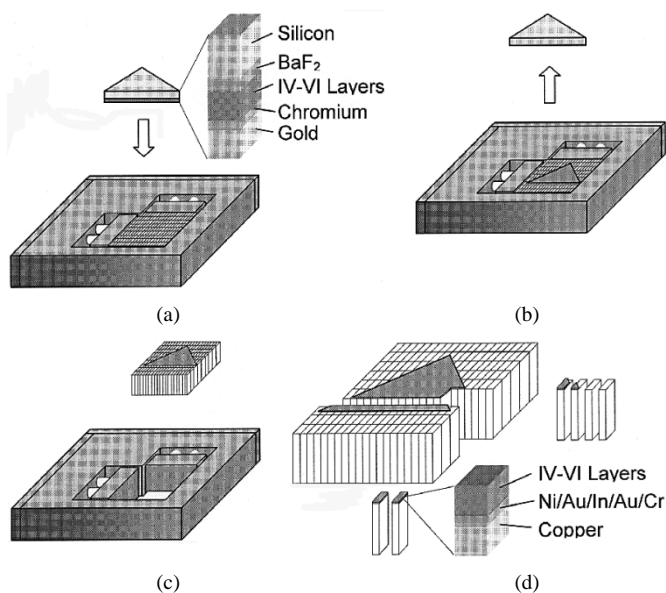 Silicon
BaF₂
IV-VI Layers
Chromium
Gold
(a)
(b)
(c)
IV-VI Layers
Ni/Au/In/Au/Cr
Copper
(d)